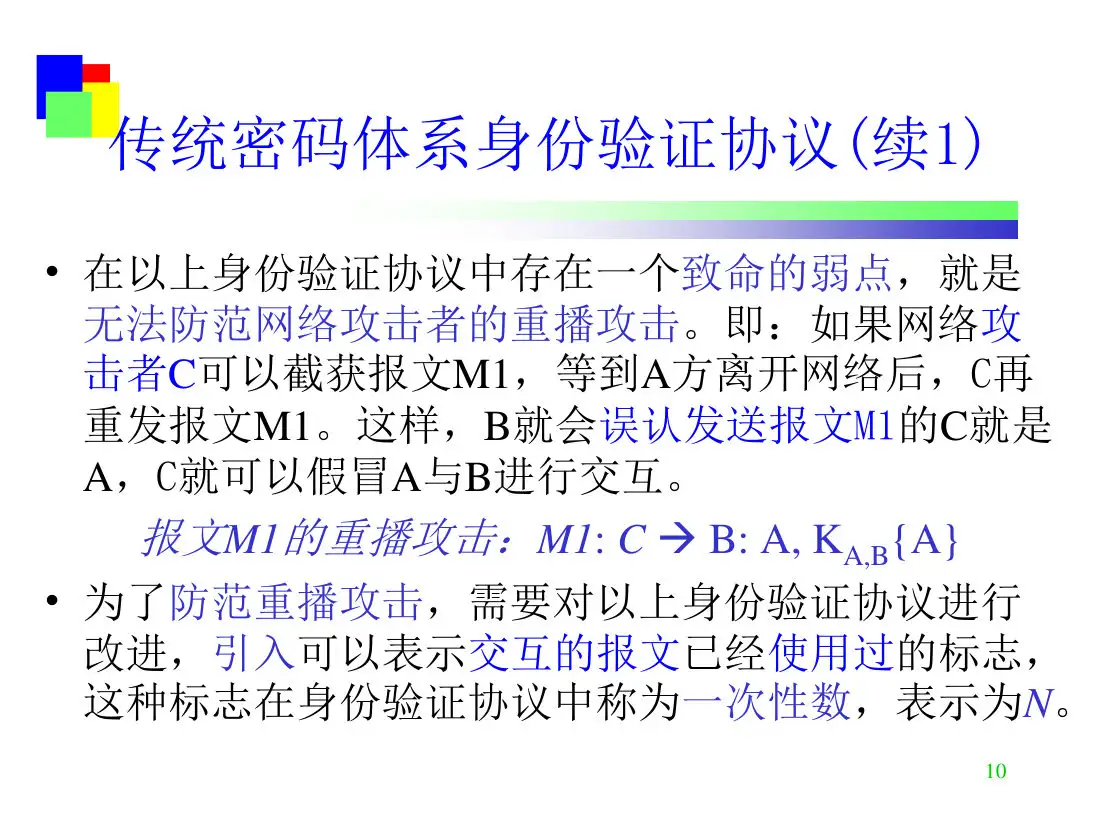 传统密码体系身份验证协议(续1)
• 在以上身份验证协议中存在一个致命的弱点，就是
无法防范网络攻击者的重播攻击。即：如果网络攻
击者C可以截获报文M1，等到A方离开网络后，C再
重发报文M1。这样，B就会误认发送报文M1的C就是
A，C就可以假冒A与B进行交互。
报文M1的重播攻击：M1: C → B: A, K_{A,B}{A}
• 为了防范重播攻击，需要对以上身份验证协议进行
改进，引入可以表示交互的报文已经使用过的标志，
这种标志在身份验证协议中称为一次性数，表示为N。
10